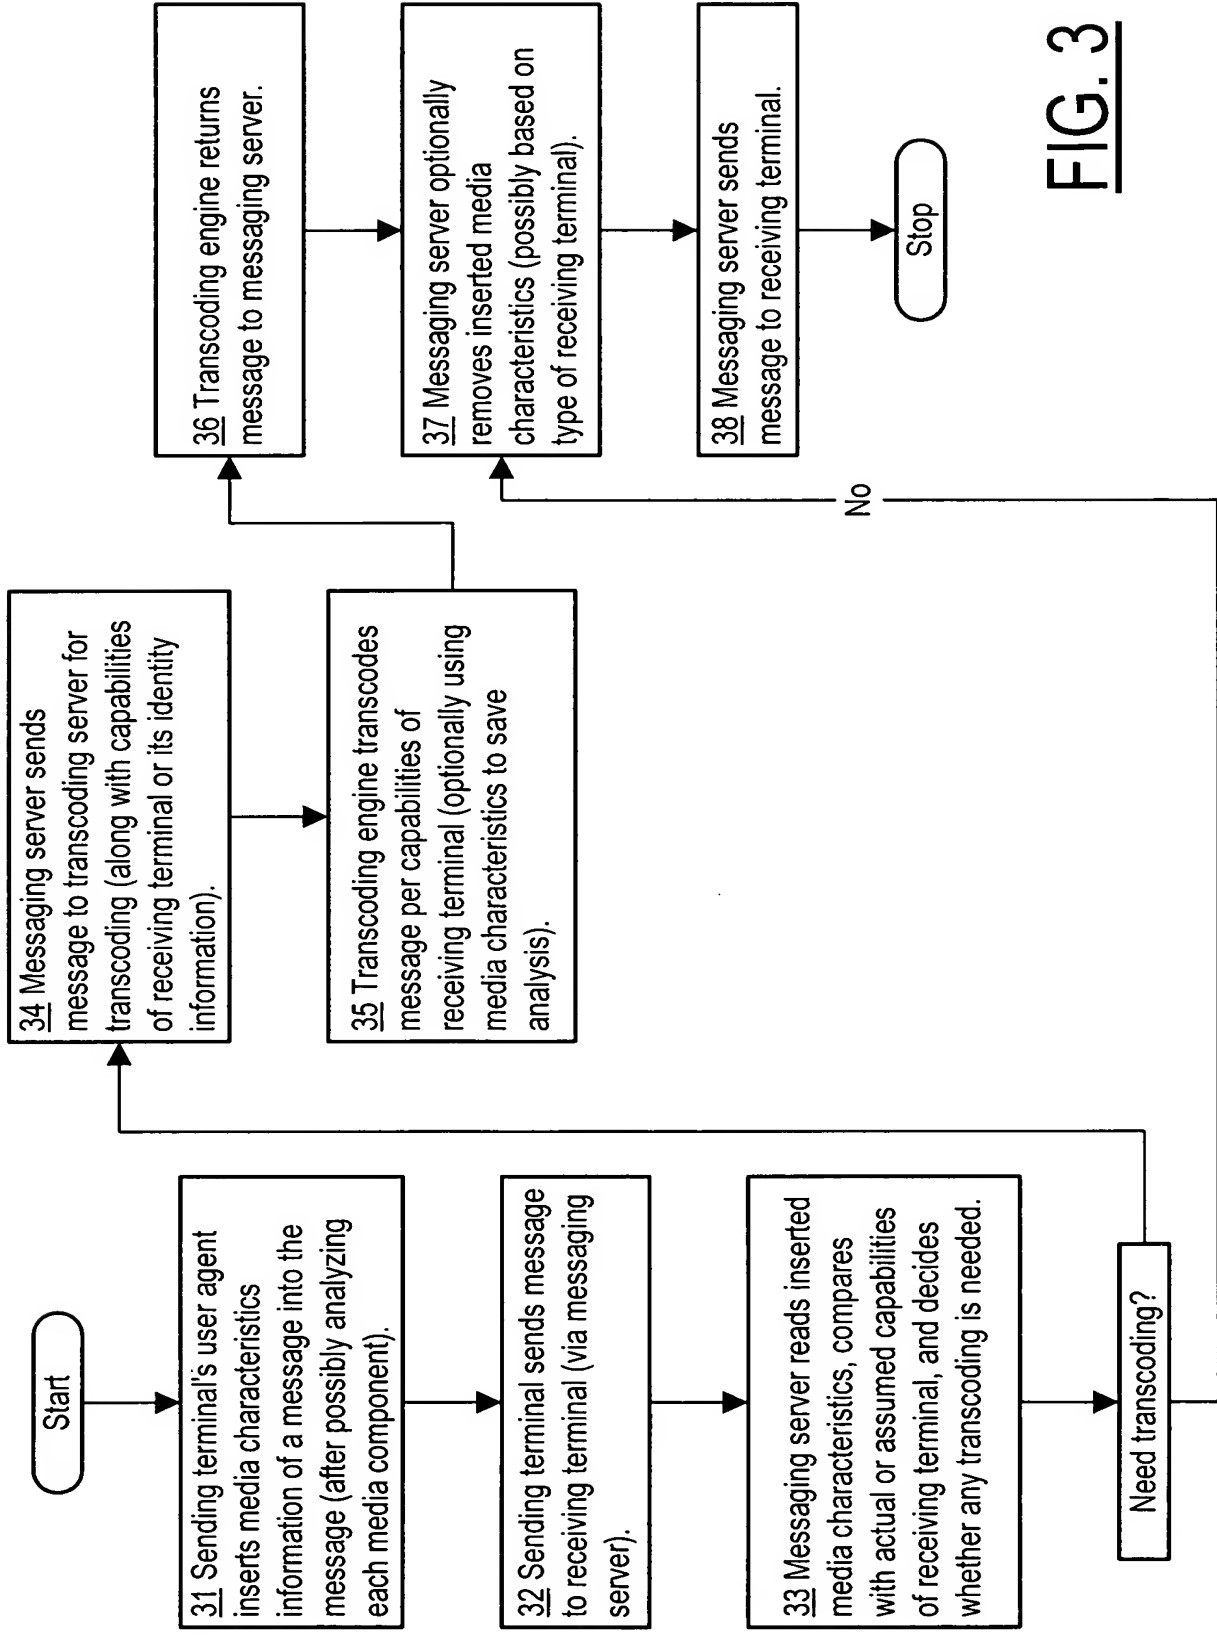 Start
31 Sending terminal's user agent
inserts media characteristics
information of a message into the
message (after possibly analyzing
each media component).
32 Sending terminal sends message
to receiving terminal (via messaging
server).
33 Messaging server reads inserted
media characteristics, compares
with actual or assumed capabilities
of receiving terminal, and decides
whether any transcoding is needed.
Need transcoding?
34 Messaging server sends
message to transcoding server for
transcoding (along with capabilities
of receiving terminal or its identity
information).
35 Transcoding engine transcodes
message per capabilities of
receiving terminal (optionally using
media characteristics to save
analysis).
No
36 Transcoding engine returns
message to messaging server.
37 Messaging server optionally
removes inserted media
characteristics (possibly based on
type of receiving terminal).
38 Messaging server sends
message to receiving terminal.
Stop
FIG. 3